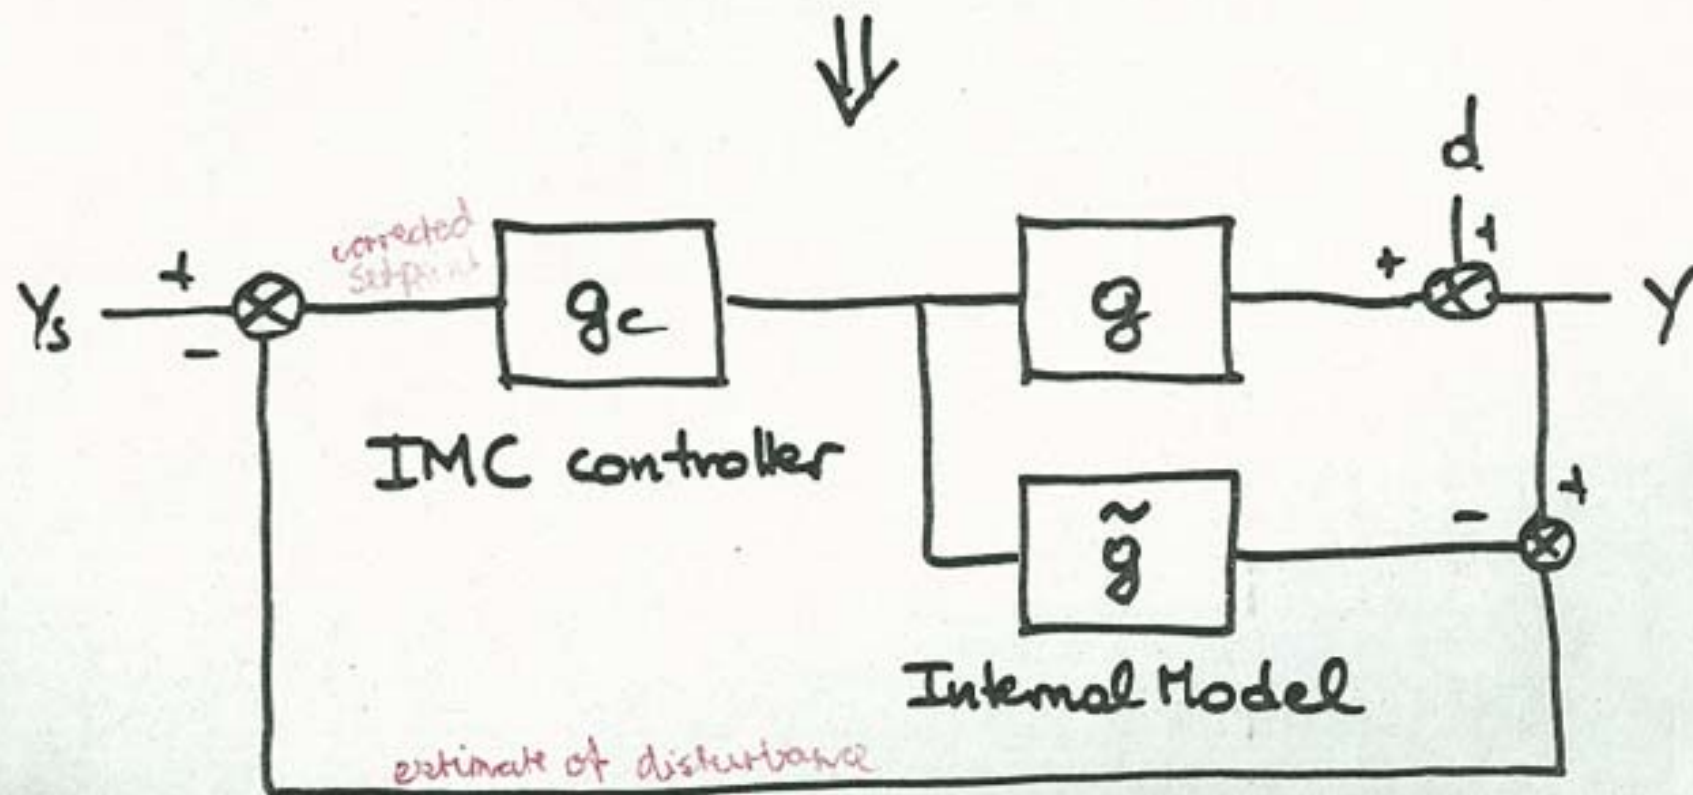 d
+
+
corrected
setpoint
+
Ys
-
gc
g
Y
IMC controller
+
-
g̃
Internal Model
estimate of disturbance